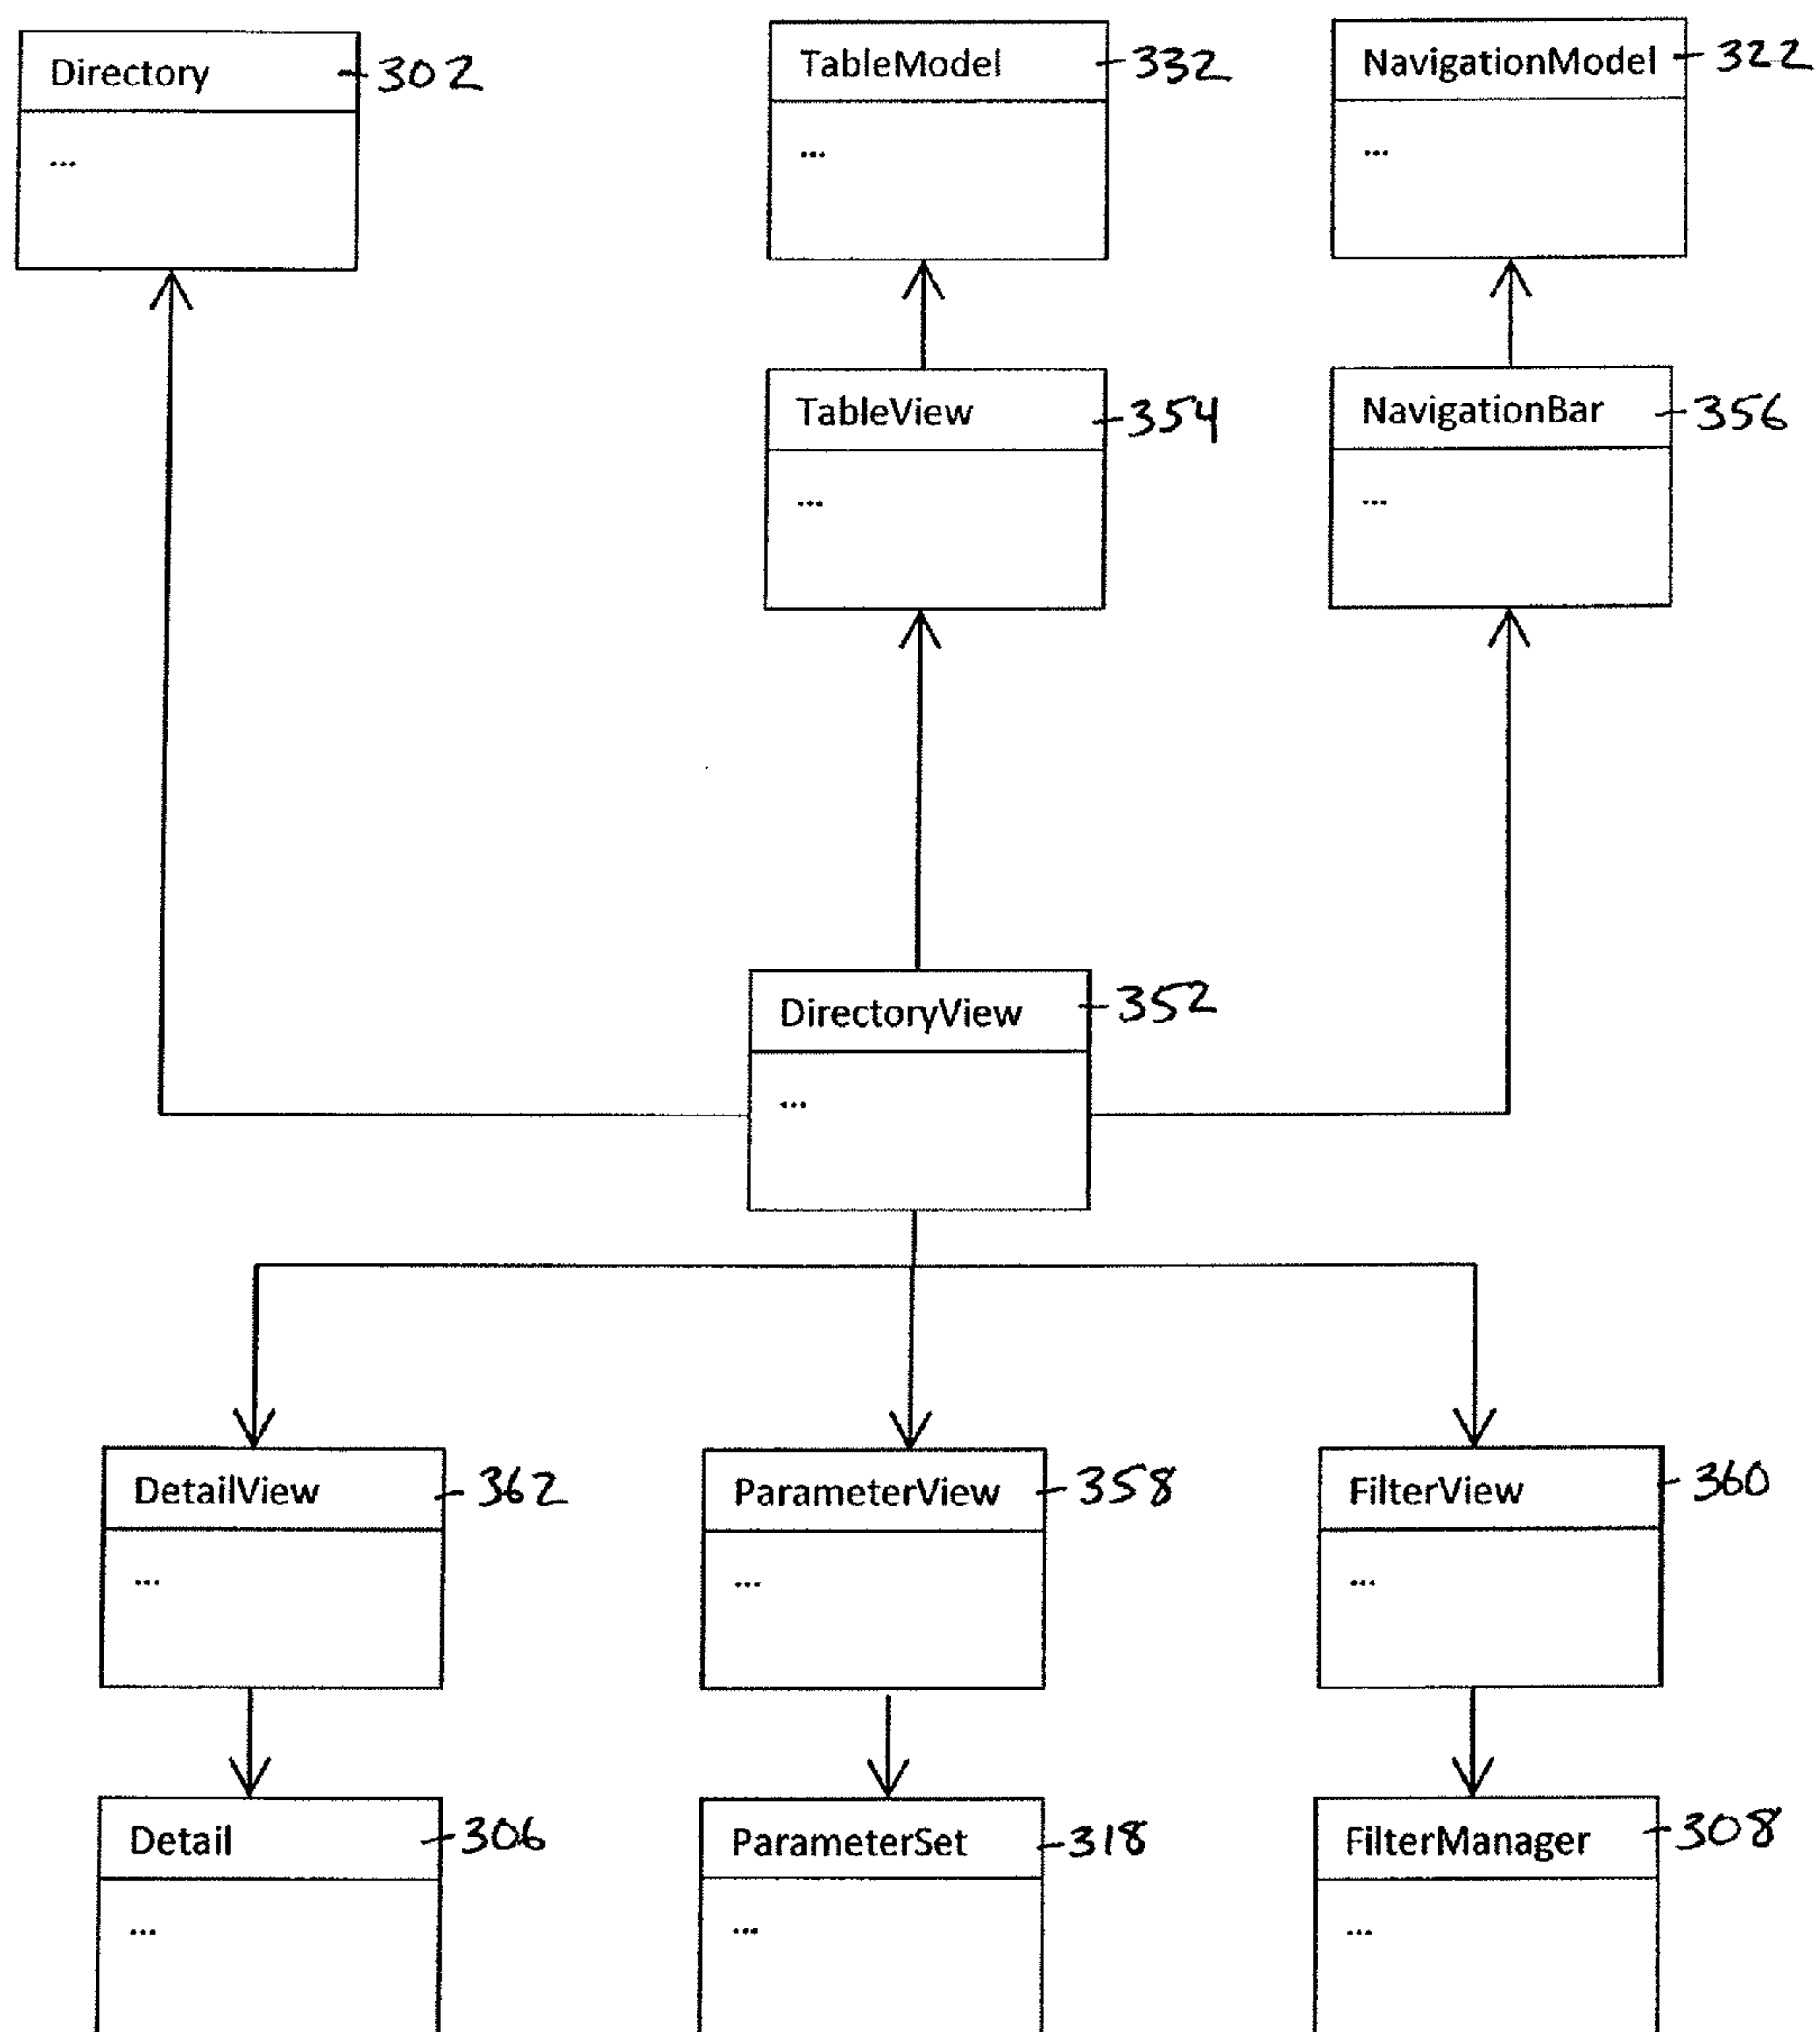 Directory 302
...
TableModel 332
...
NavigationModel 322
...
TableView 354
...
NavigationBar 356
...
DirectoryView 352
...
DetailView 362
...
ParameterView 358
...
FilterView 360
...
Detail 306
...
ParameterSet 318
...
FilterManager 308
...